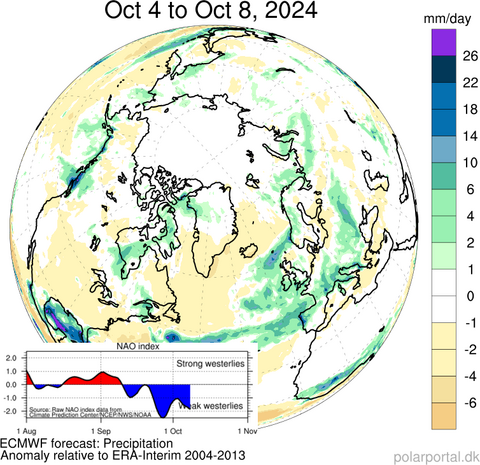 Oct 4 to Oct 8, 2024
mm/day
26
22
18
14
10
6
4
2
1
0
-1
-2
-4
-6
NAO index
2.0
1.0
0.0
-1.0
-2.0
Strong westerlies
Weak westerlies
Source: Raw NAO index data from
Climate Prediction Center/NCEP/NWS/NOAA
1 Aug
1 Sep
1 Oct
1 Nov
ECMWF forecast: Precipitation
Anomaly relative to ERA-Interim 2004-2013
polarportal.dk